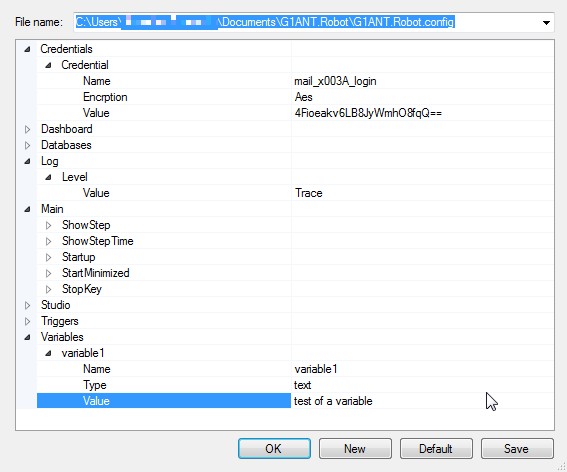 File name: C:\Users\ \Documents\G1ANT.Robot\G1ANT.Robot.config
Credentials
Credential
Name mail_x003A_login
Encrption Aes
Value 4Fioeakv6LB8JyWmhO8fqQ==
Dashboard
Databases
Log
Level
Value Trace
Main
ShowStep
ShowStepTime
Startup
StartMinimized
StopKey
Studio
Triggers
Variables
variable1
Name variable1
Type text
Value test of a variable
OK New Default Save